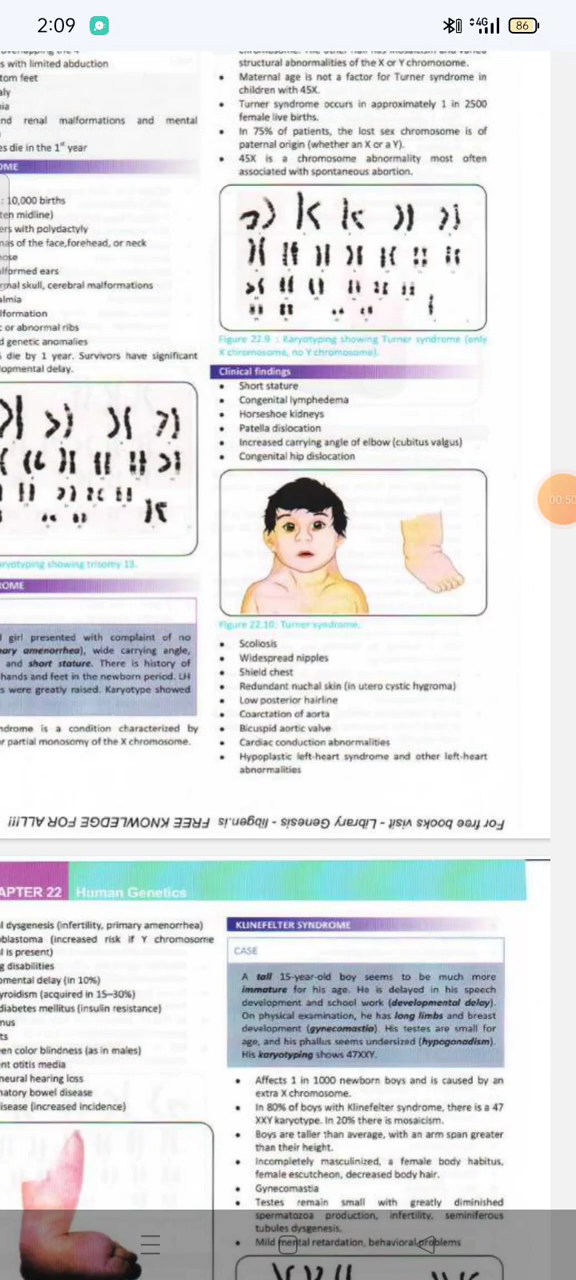 2:09
4G
86
s with limited abduction
tom feet
aly
nia
nd renal malformations and mental
es die in the 1st year
OME
: 10,000 births
ten midline)
ers with polydactyly
nas of the face,forehead, or neck
nose
lformed ears
rmal skull, cerebral malformations
almia
lformation
t or abnormal ribs
d genetic anomalies
die by 1 year. Survivors have significant
opmental delay.
aryotyping showing trisomy 13.
OME
l girl presented with complaint of no
ary amenorrhea), wide carrying angle,
and short stature. There is history of
hands and feet in the newborn period. LH
s were greatly raised. Karyotype showed
ndrome is a condition characterized by
r partial monosomy of the X chromosome.
structural abnormalities of the X or Y chromosome.
• Maternal age is not a factor for Turner syndrome in
children with 45X.
• Turner syndrome occurs in approximately 1 in 2500
female live births.
• In 75% of patients, the lost sex chromosome is of
paternal origin (whether an X or a Y).
• 45X is a chromosome abnormality most often
associated with spontaneous abortion.
Figure 22.9 : Karyotyping showing Turner syndrome (only
X chromosome, no Y chromosome).
Clinical findings
• Short stature
• Congenital lymphedema
• Horseshoe kidneys
• Patella dislocation
• Increased carrying angle of elbow (cubitus valgus)
• Congenital hip dislocation
00:50
Figure 22.10: Turner syndrome.
• Scoliosis
• Widespread nipples
• Shield chest
• Redundant nuchal skin (in utero cystic hygroma)
• Low posterior hairline
• Coarctation of aorta
• Bicuspid aortic valve
• Cardiac conduction abnormalities
• Hypoplastic left-heart syndrome and other left-heart
abnormalities
For free books visit - Library Genesis - libgen.is FREE KNOWLEDGE FOR ALL!!!
APTER 22 Human Genetics
l dysgenesis (infertility, primary amenorrhea)
oblastoma (increased risk if Y chromosome
l is present)
g disabilities
pmental delay (in 10%)
yroidism (acquired in 15–30%)
diabetes mellitus (insulin resistance)
mus
ts
en color blindness (as in males)
nt otitis media
neural hearing loss
matory bowel disease
isease (increased incidence)
KLINEFELTER SYNDROME
CASE
A tall 15-year-old boy seems to be much more
immature for his age. He is delayed in his speech
development and school work (developmental delay).
On physical examination, he has long limbs and breast
development (gynecomastia). His testes are small for
age, and his phallus seems undersized (hypogonadism).
His karyotyping shows 47XXY.
• Affects 1 in 1000 newborn boys and is caused by an
extra X chromosome.
• In 80% of boys with Klinefelter syndrome, there is a 47
XXY karyotype. In 20% there is mosaicism.
• Boys are taller than average, with an arm span greater
than their height.
• Incompletely masculinized, a female body habitus,
female escutcheon, decreased body hair.
• Gynecomastia
• Testes remain small with greatly diminished
spermatozoa production, infertility, seminiferous
tubules dysgenesis.
• Mild mental retardation, behavioral problems